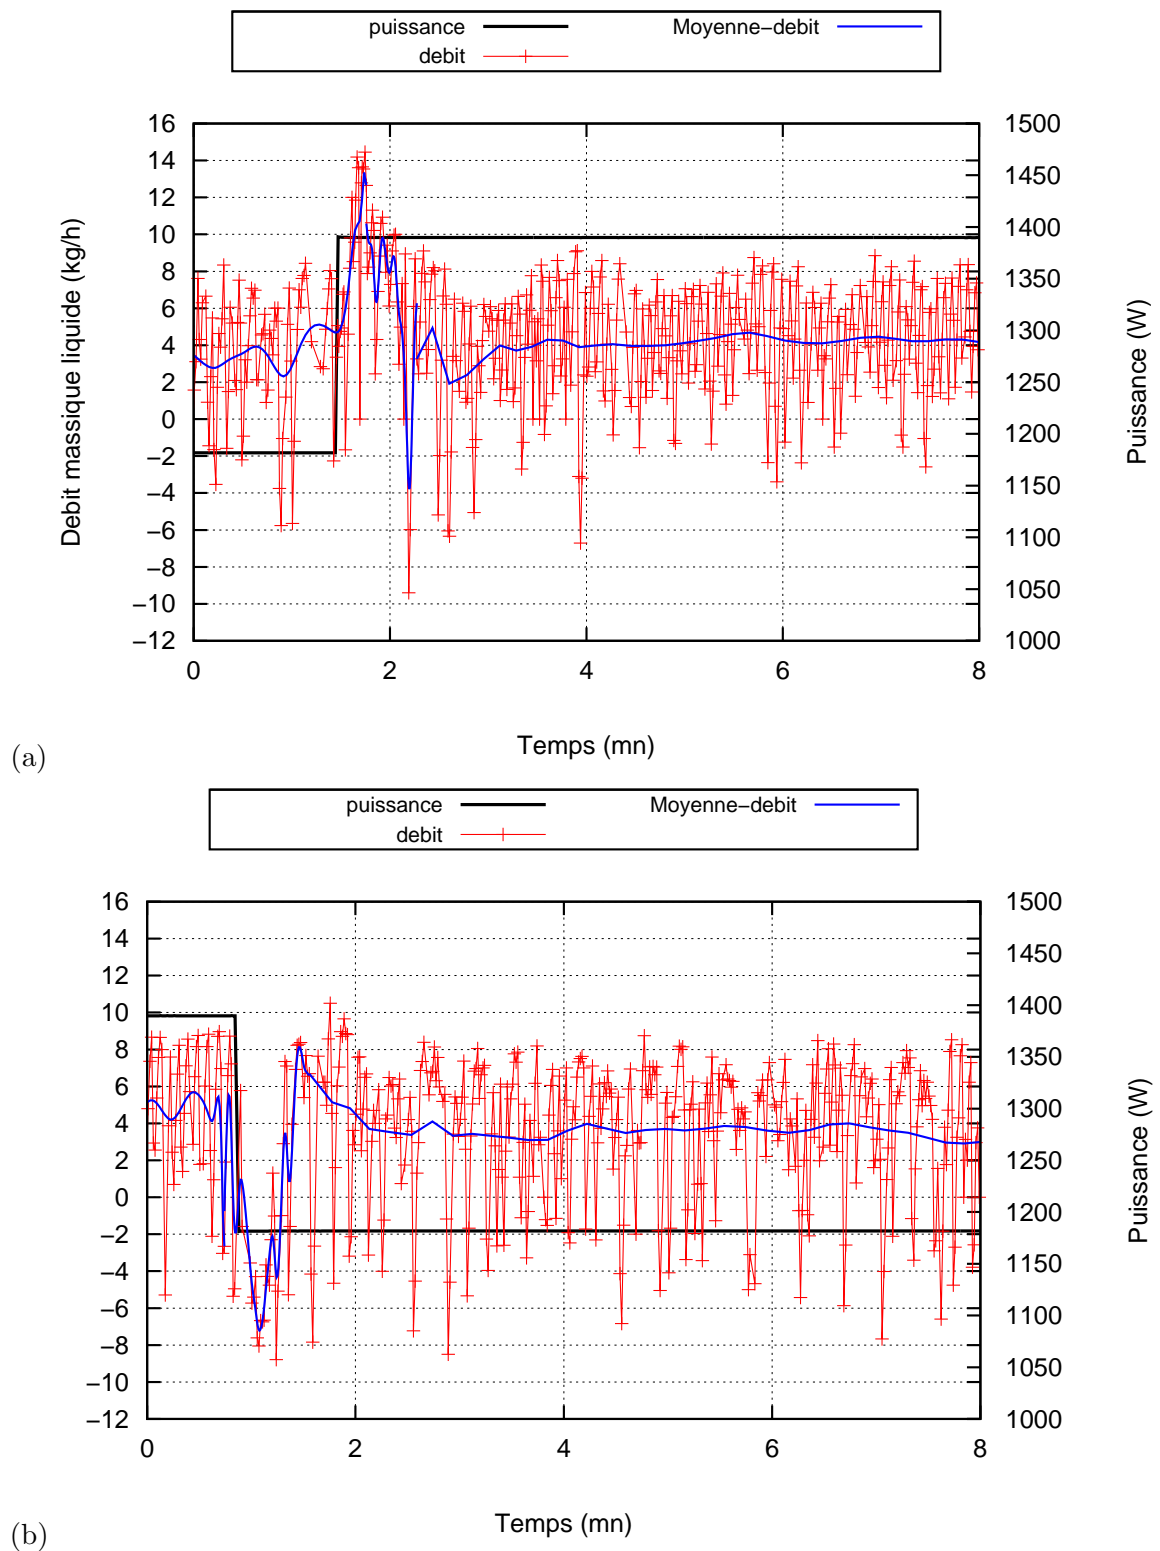 puissance Moyenne−debit
debit
16 1500
14 1450
12 1400
10 1350
8 1300
6 1250
4 1200
2 1150
0 1100
−2 1050
−4 1000
−6
−8
−10
−12
Debit massique liquide (kg/h)
Puissance (W)
0 2 4 6 8
Temps (mn)
(a)
puissance Moyenne−debit
debit
16 1500
14 1450
12 1400
10 1350
8 1300
6 1250
4 1200
2 1150
0 1100
−2 1050
−4 1000
−6
−8
−10
−12
Puissance (W)
0 2 4 6 8
Temps (mn)
(b)